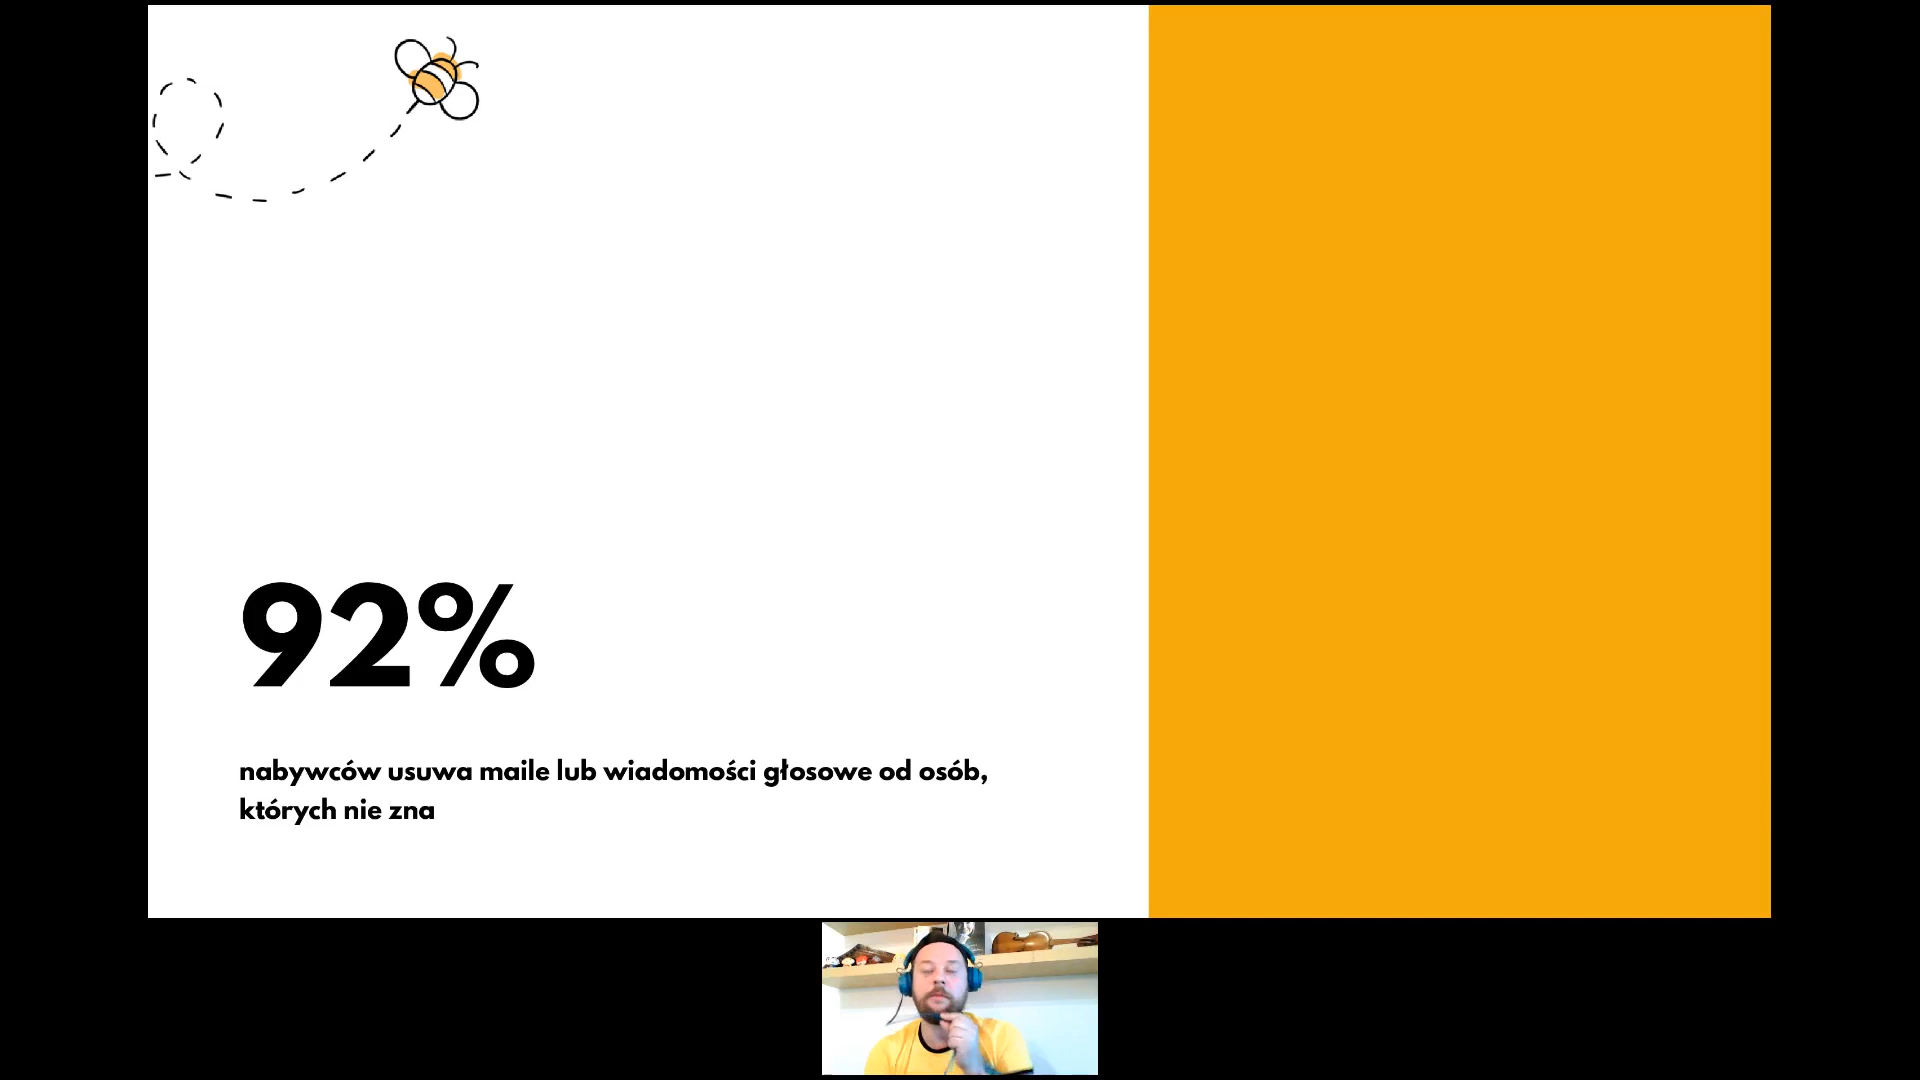 92%
nabywców usuwa maile lub wiadomości głosowe od osób,
których nie zna